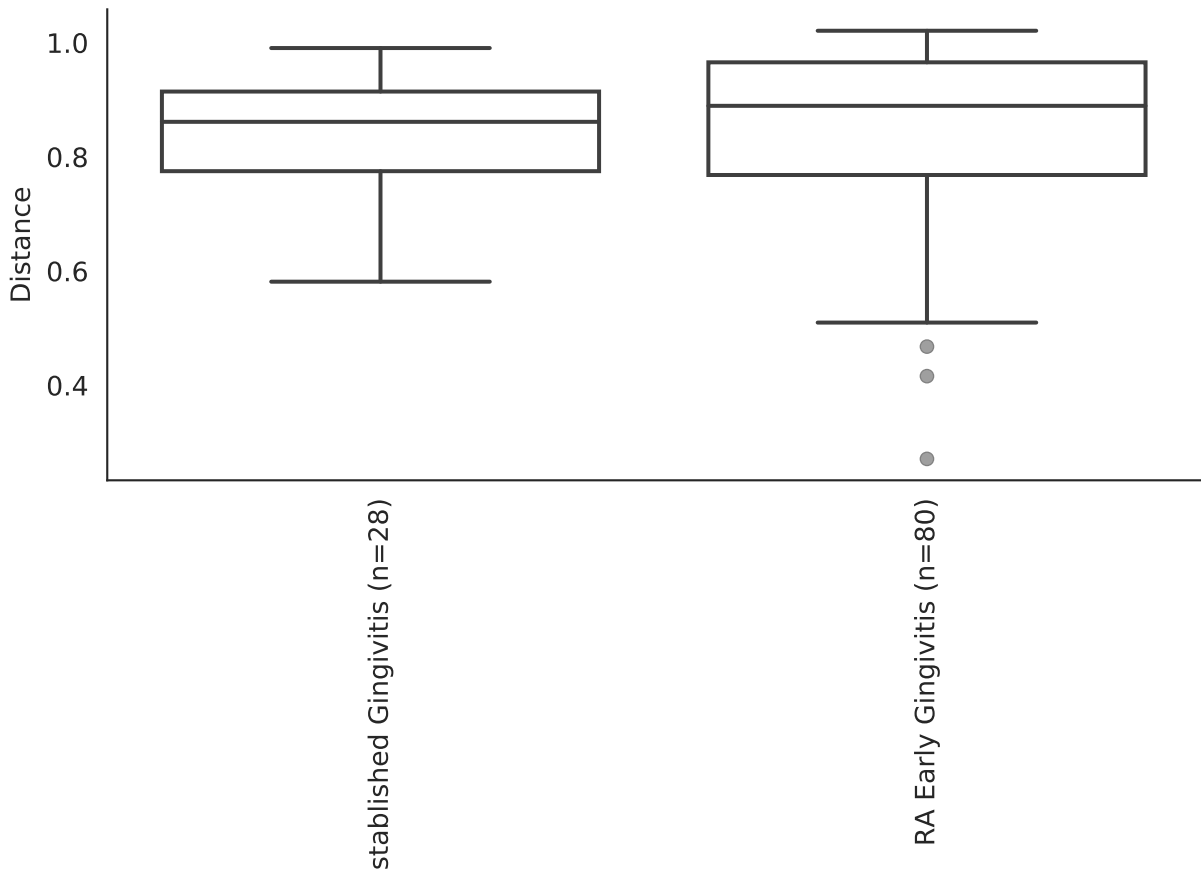 1.0
0.8
0.6
0.4
Distance
stablished Gingivitis (n=28)
RA Early Gingivitis (n=80)